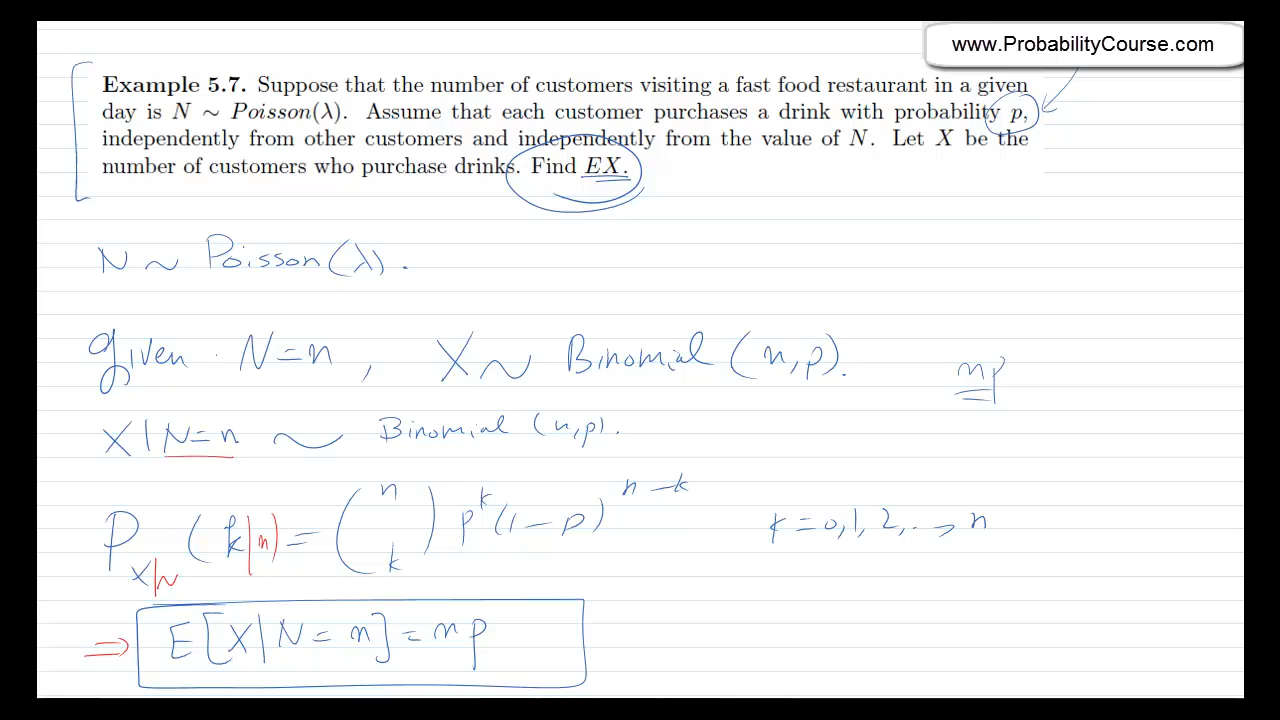 www.ProbabilityCourse.com
Example 5.7. Suppose that the number of customers visiting a fast food restaurant in a given
day is N ∼ Poisson(λ). Assume that each customer purchases a drink with probability p,
independently from other customers and independently from the value of N. Let X be the
number of customers who purchase drinks. Find EX.
N ~ Poisson(λ).
given N=n, X ~ Binomial (n,p).
np
X|N=n ~ Binomial (n,p).
P_{X|N} (k|n) = (n k) p^k (1-p)^{n-k} k=0,1,2,..., n
⇒ E[X|N=n] = np